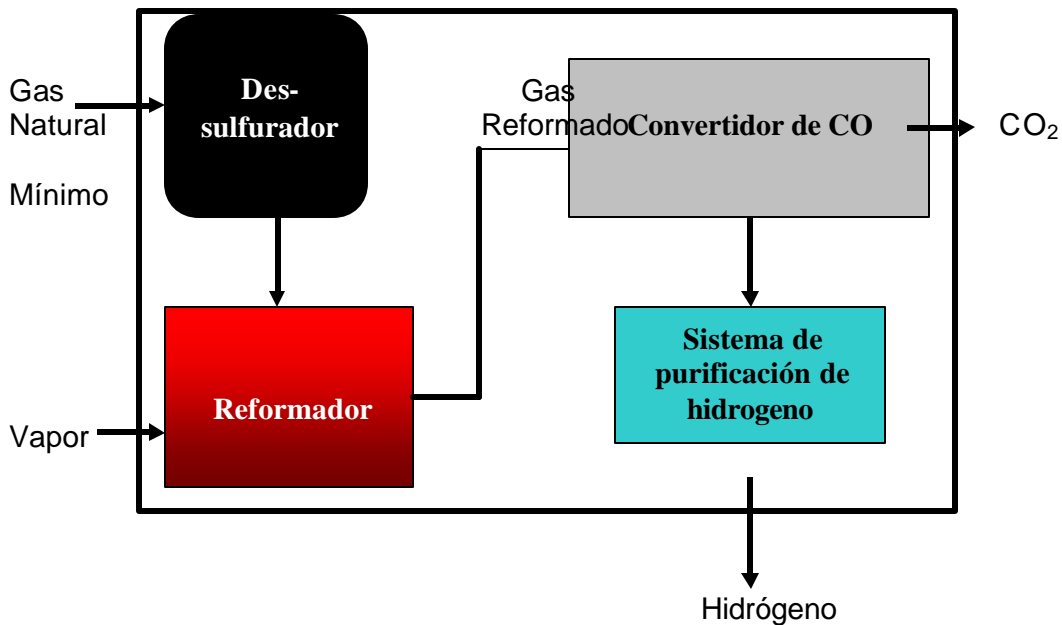 Gas
Natural
Mínimo
Vapor
Des-
sulfurador
Reformador
Gas
Reformado
Convertidor de CO
CO₂
Sistema de
purificación de
hidrogeno
Hidrógeno